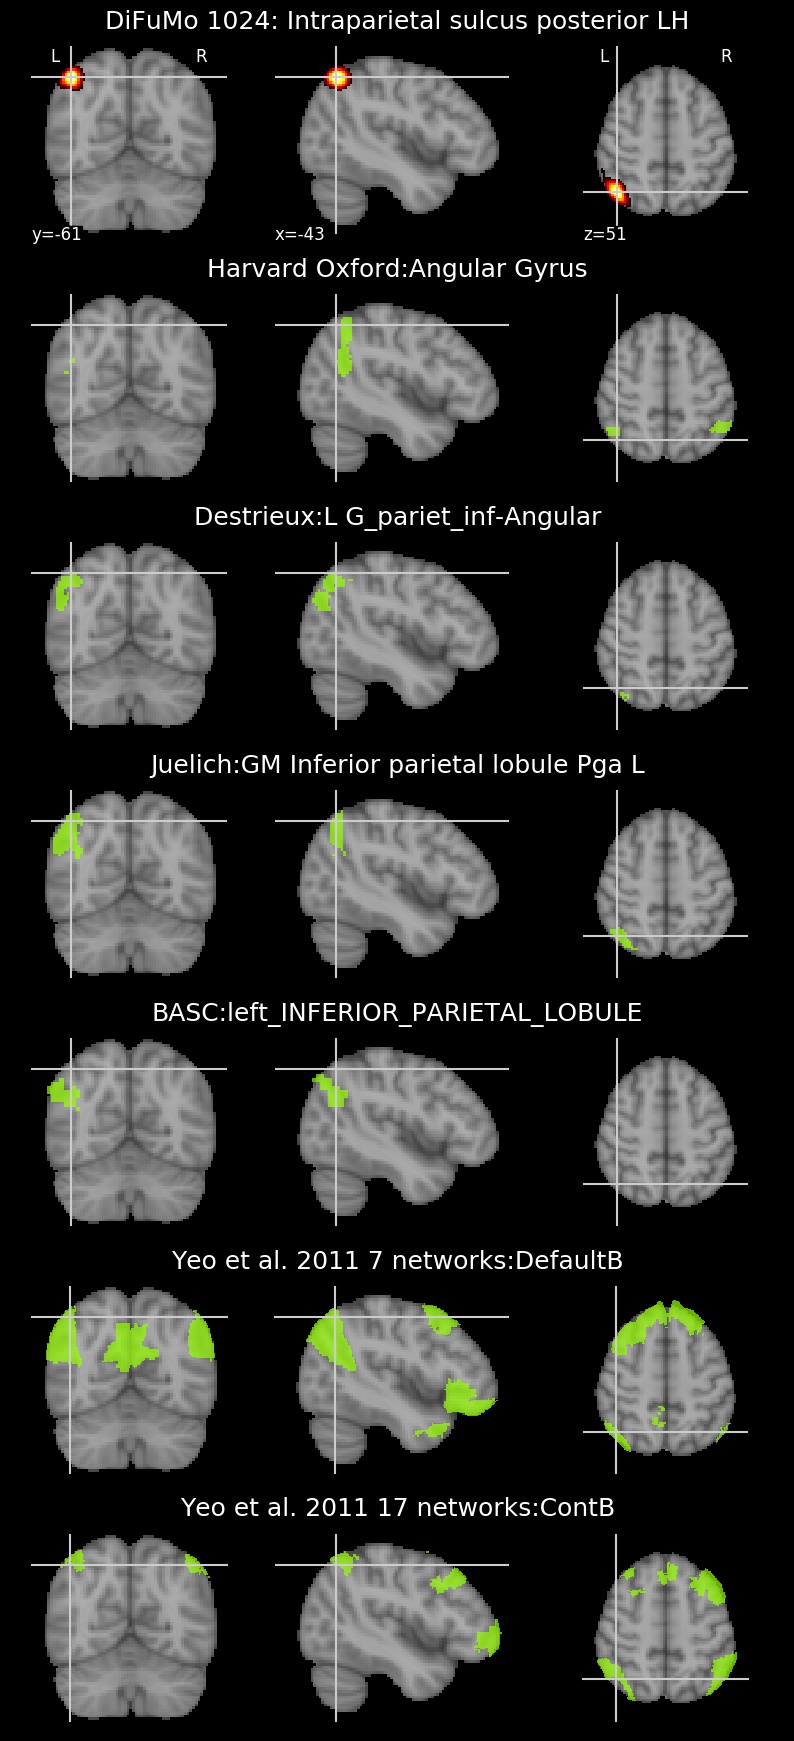 DiFuMo 1024: Intraparietal sulcus posterior LH
L R L R
y=-61 x=-43 z=51
Harvard Oxford:Angular Gyrus
Destrieux:L G_pariet_inf-Angular
Juelich:GM Inferior parietal lobule Pga L
BASC:left_INFERIOR_PARIETAL_LOBULE
Yeo et al. 2011 7 networks:DefaultB
Yeo et al. 2011 17 networks:ContB